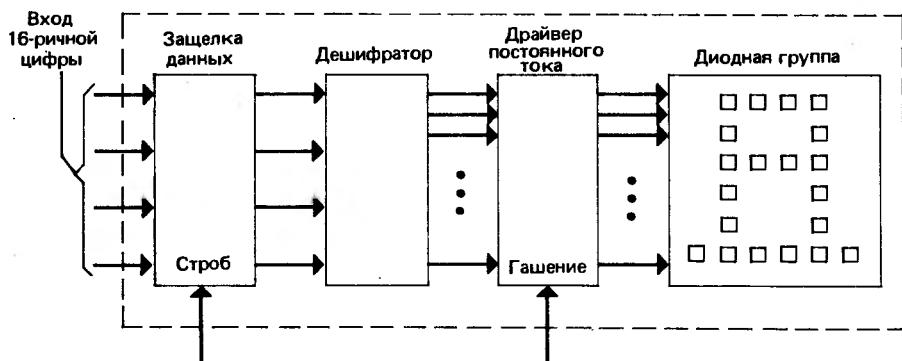 Вход
16-ричной
цифры
Защелка
данных
Дешифратор
Драйвер
постоянного
тока
Диодная группа
Строб
Гашение